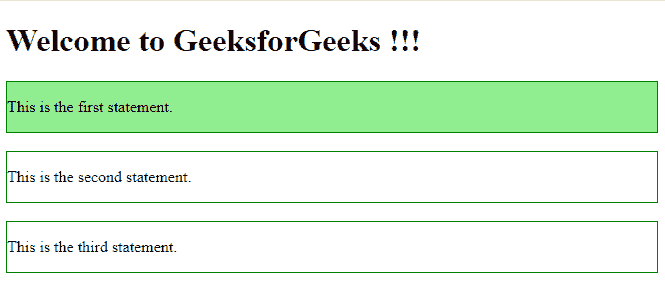 Welcome to GeeksforGeeks !!!
This is the first statement.
This is the second statement.
This is the third statement.